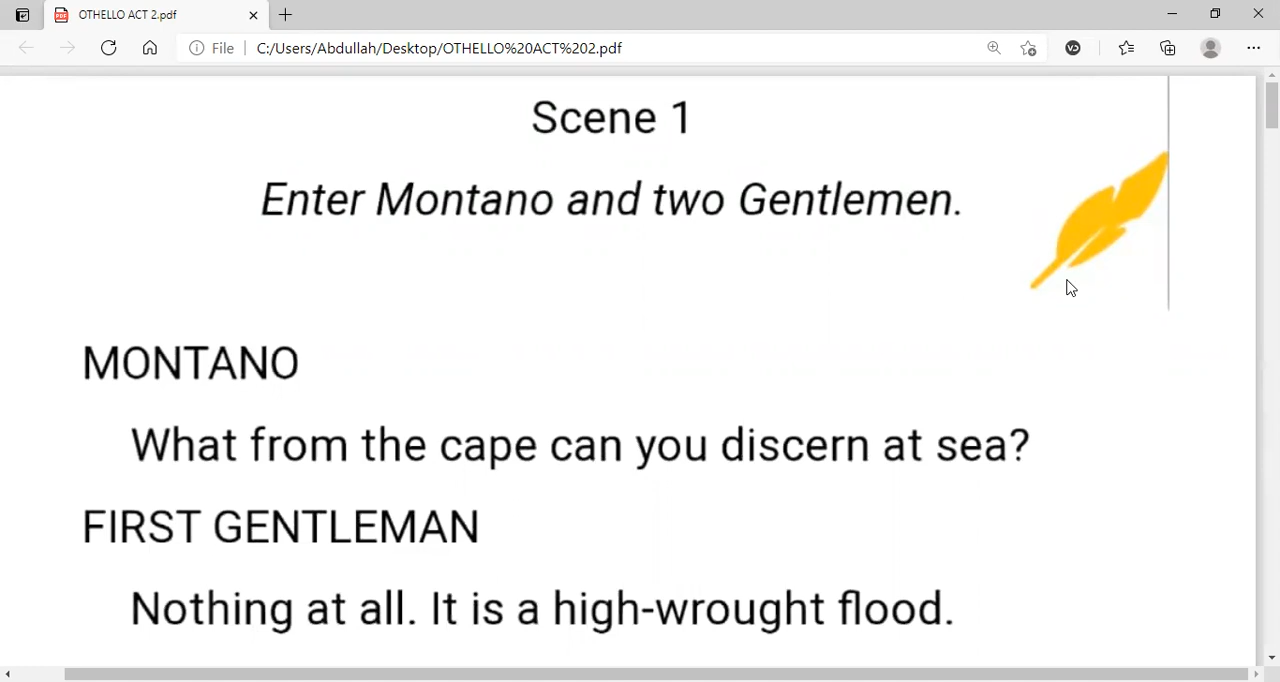 OTHELLO ACT 2.pdf
File C:/Users/Abdullah/Desktop/OTHELLO%20ACT%202.pdf
Scene 1
Enter Montano and two Gentlemen.
MONTANO
What from the cape can you discern at sea?
FIRST GENTLEMAN
Nothing at all. It is a high-wrought flood.